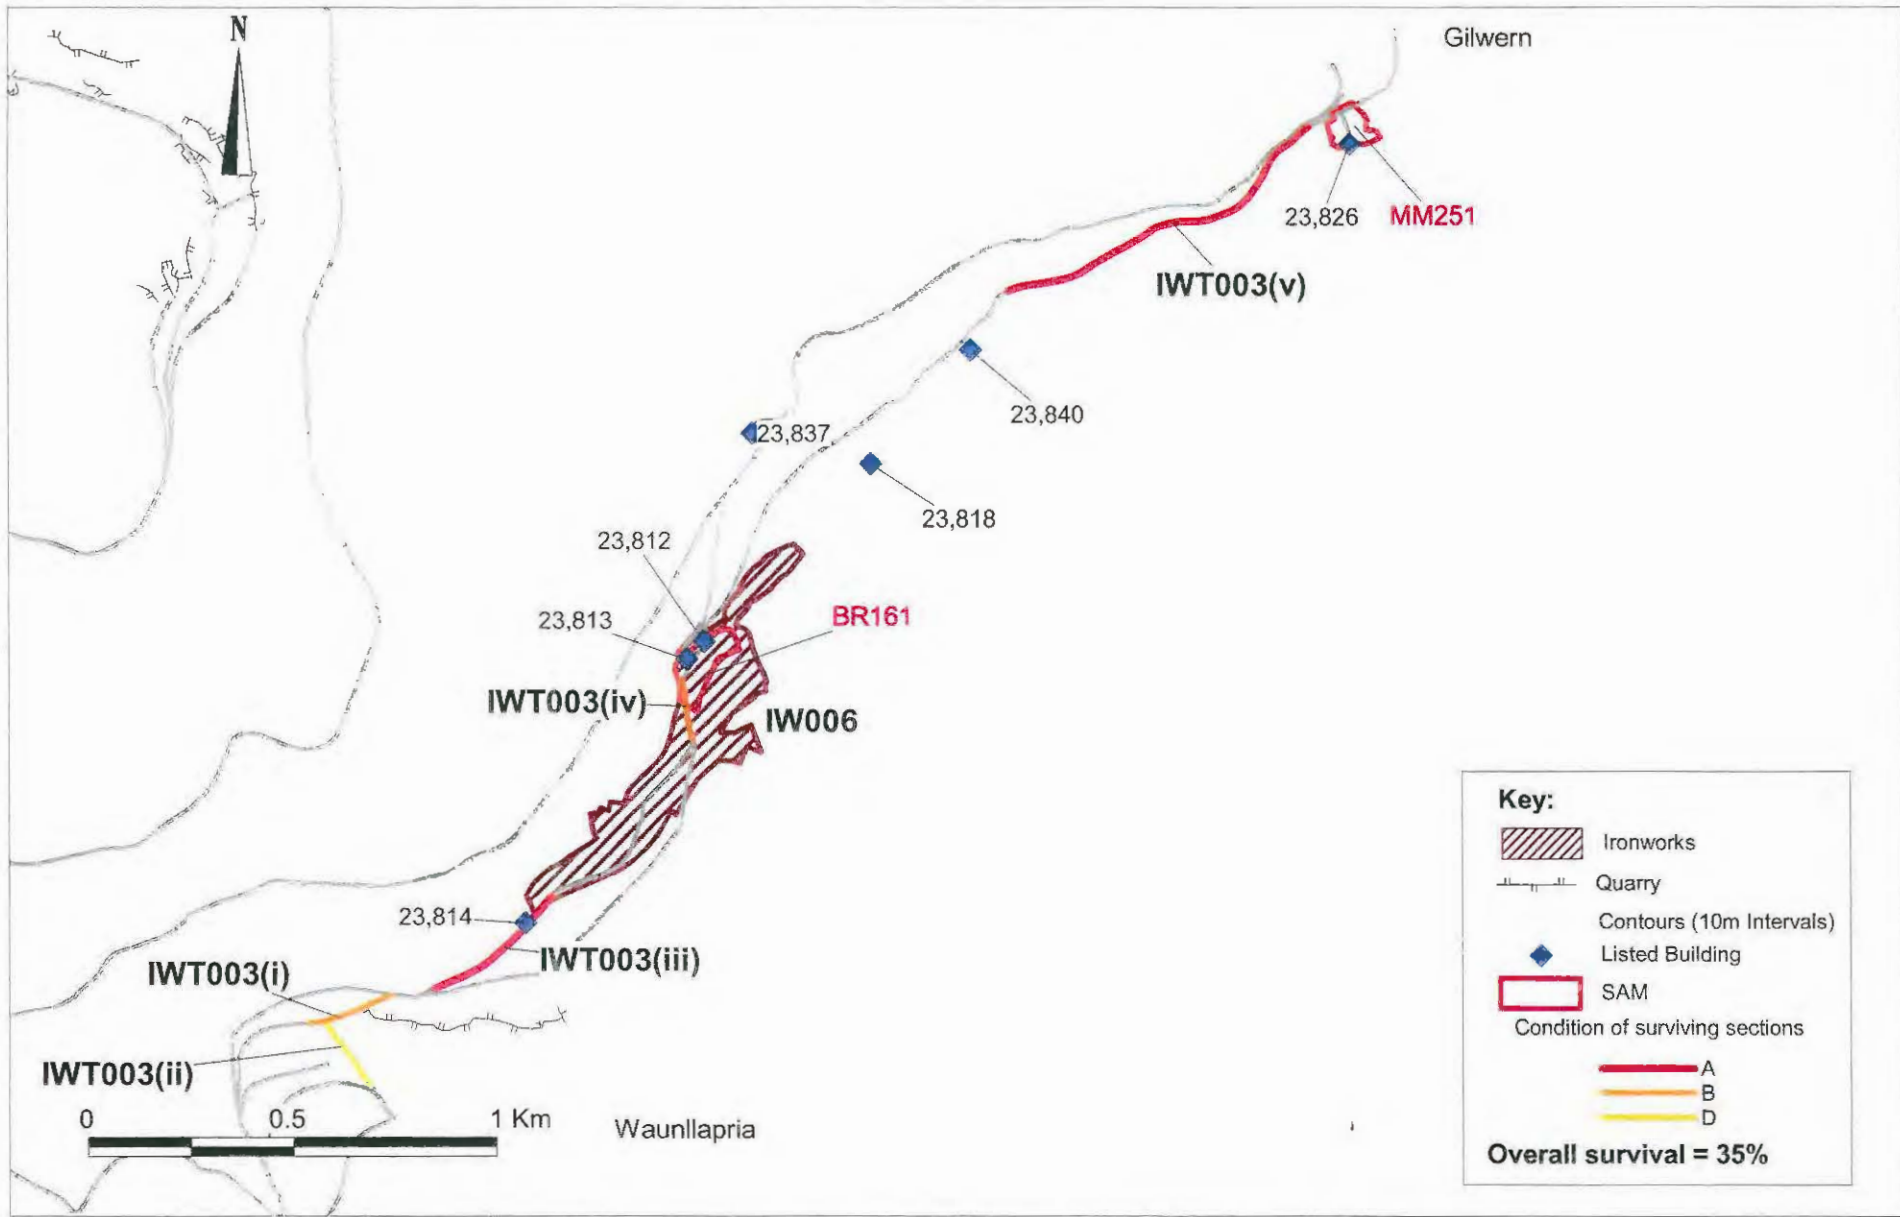 N
Gilwern
23,826
MM251
IWT003(v)
23,840
23,837
23,818
23,812
23,813
BR161
IWT003(iv)
IW006
23,814
IWT003(iii)
IWT003(i)
IWT003(ii)
0 0.5 1 Km
Waunllapria
Key:
Ironworks
Quarry
Contours (10m Intervals)
Listed Building
SAM
Condition of surviving sections
A
B
D
Overall survival = 35%